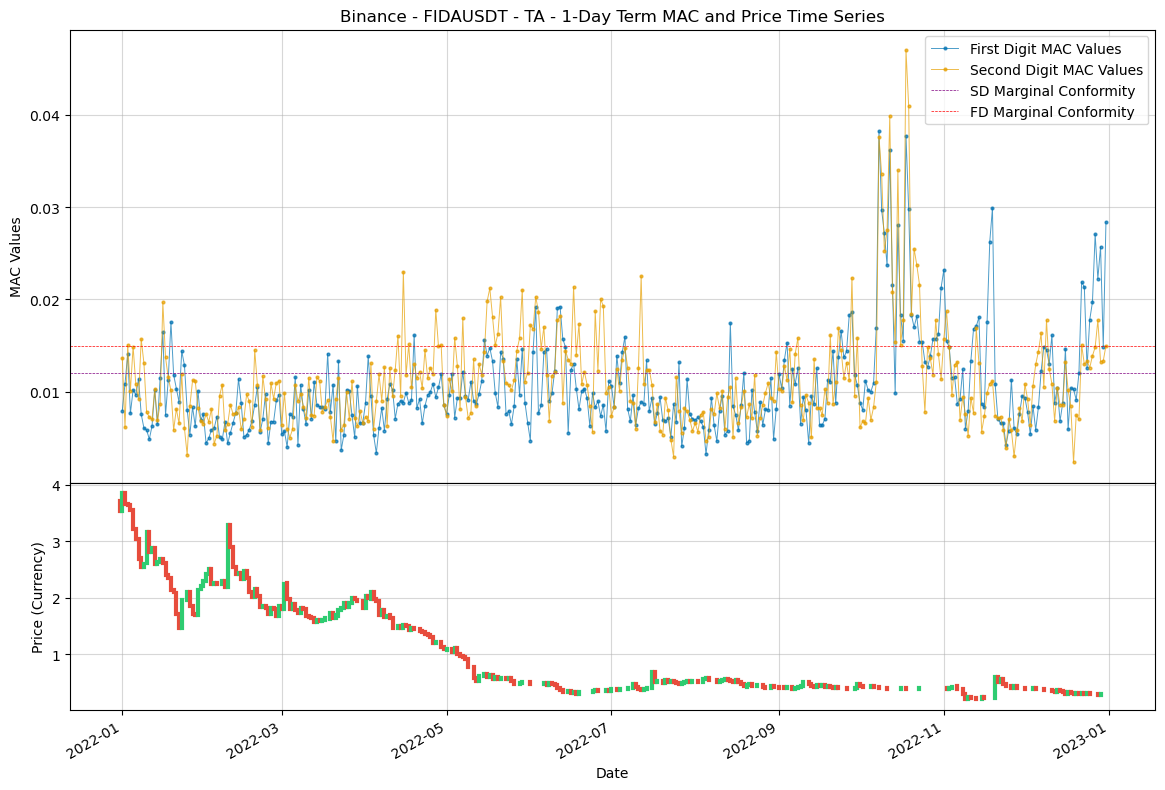 Binance - FIDAUSDT - TA - 1-Day Term MAC and Price Time Series
First Digit MAC Values
Second Digit MAC Values
SD Marginal Conformity
FD Marginal Conformity
MAC Values
0.04
0.03
0.02
0.01
Price (Currency)
4
3
2
1
2022-01
2022-03
2022-05
2022-07
2022-09
2022-11
2023-01
Date